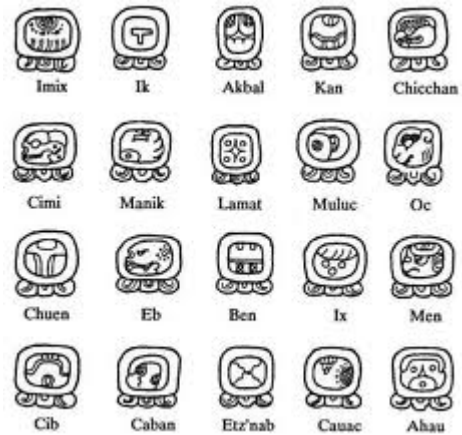 Imix Ik Akbal Kan Chicchan
Cimi Manik Lamat Muluc Oc
Chuen Eb Ben Ix Men
Cib Caban Etz'nab Cauac Ahau